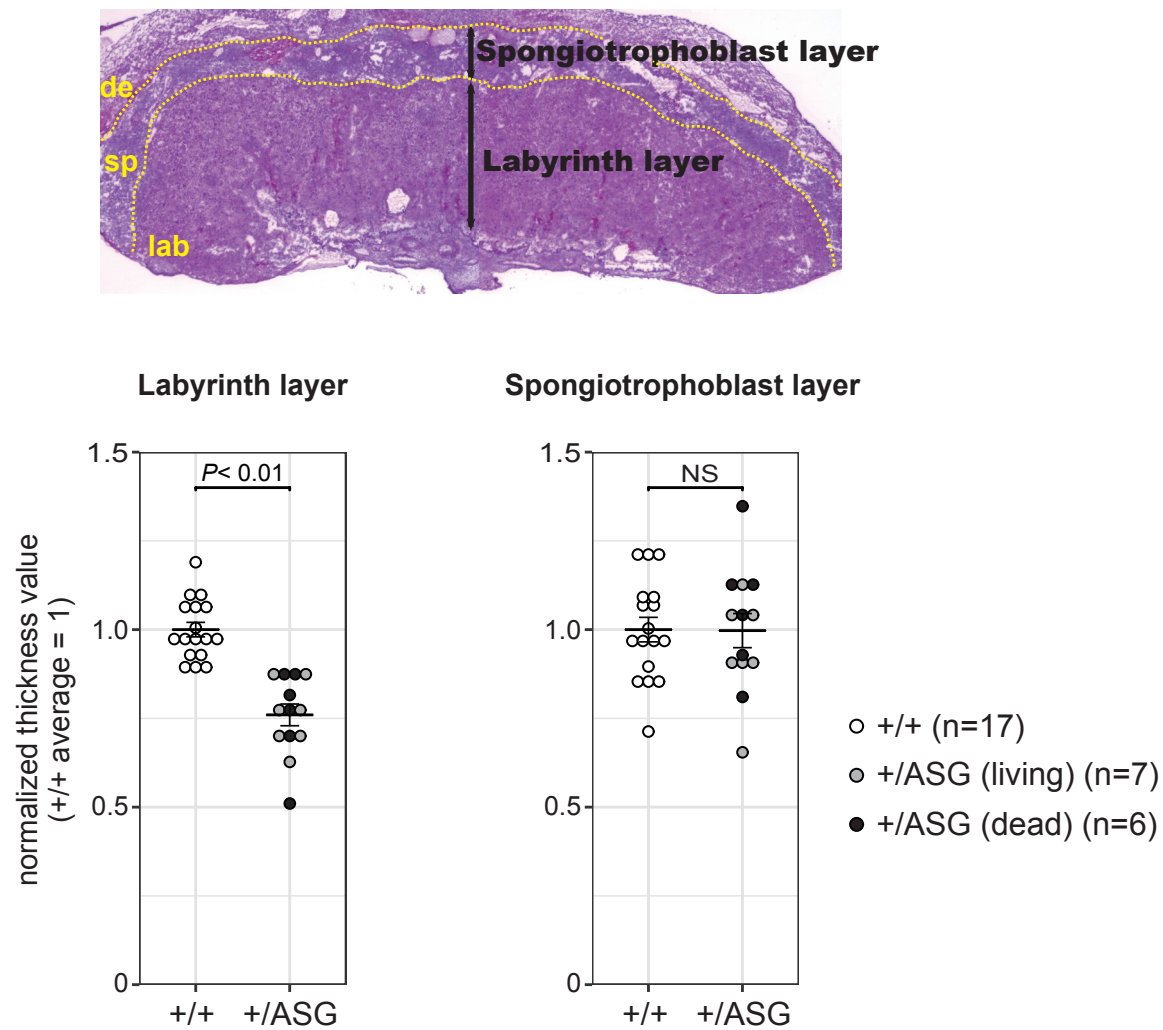 Spongiotrophoblast layer
de
sp
Labyrinth layer
lab
Labyrinth layer
Spongiotrophoblast layer
normalized thickness value
(+/+ average = 1)
1.5
1.0
0.5
0
P< 0.01
+/+
+/ASG
1.5
1.0
0.5
0
NS
+/+
+/ASG
+/+ (n=17)
+/ASG (living) (n=7)
+/ASG (dead) (n=6)